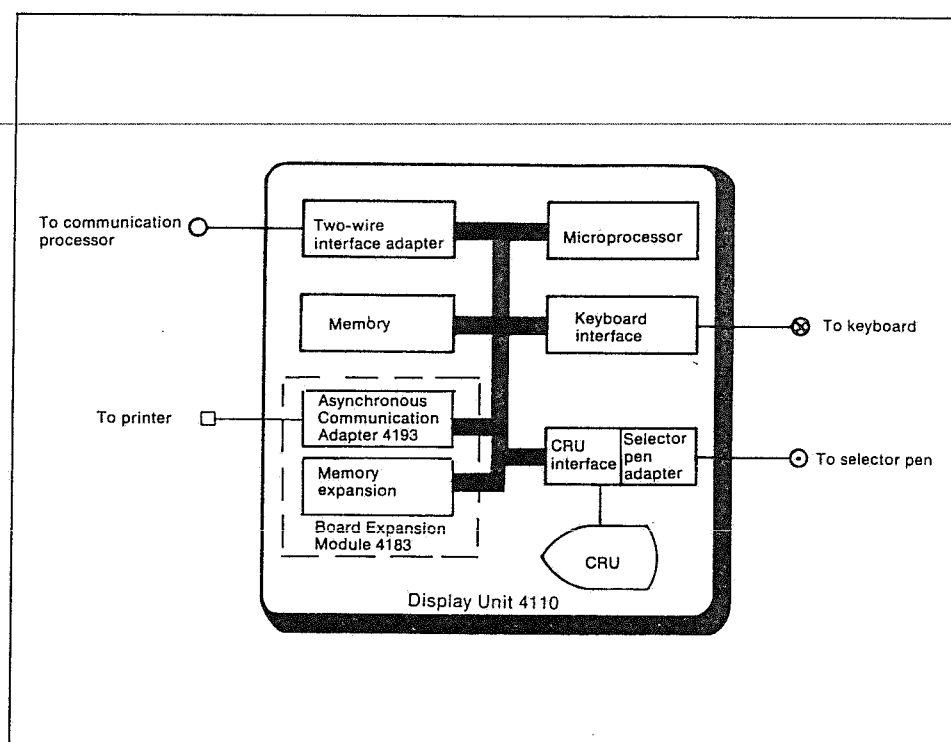 To communication
processor
Two-wire
interface adapter
Microprocessor
Memory
Keyboard
interface
To keyboard
To printer
Asynchronous
Communication
Adapter 4193
Memory
expansion
Board Expansion
Module 4183
CRU
interface
Selector
pen
adapter
To selector pen
CRU
Display Unit 4110